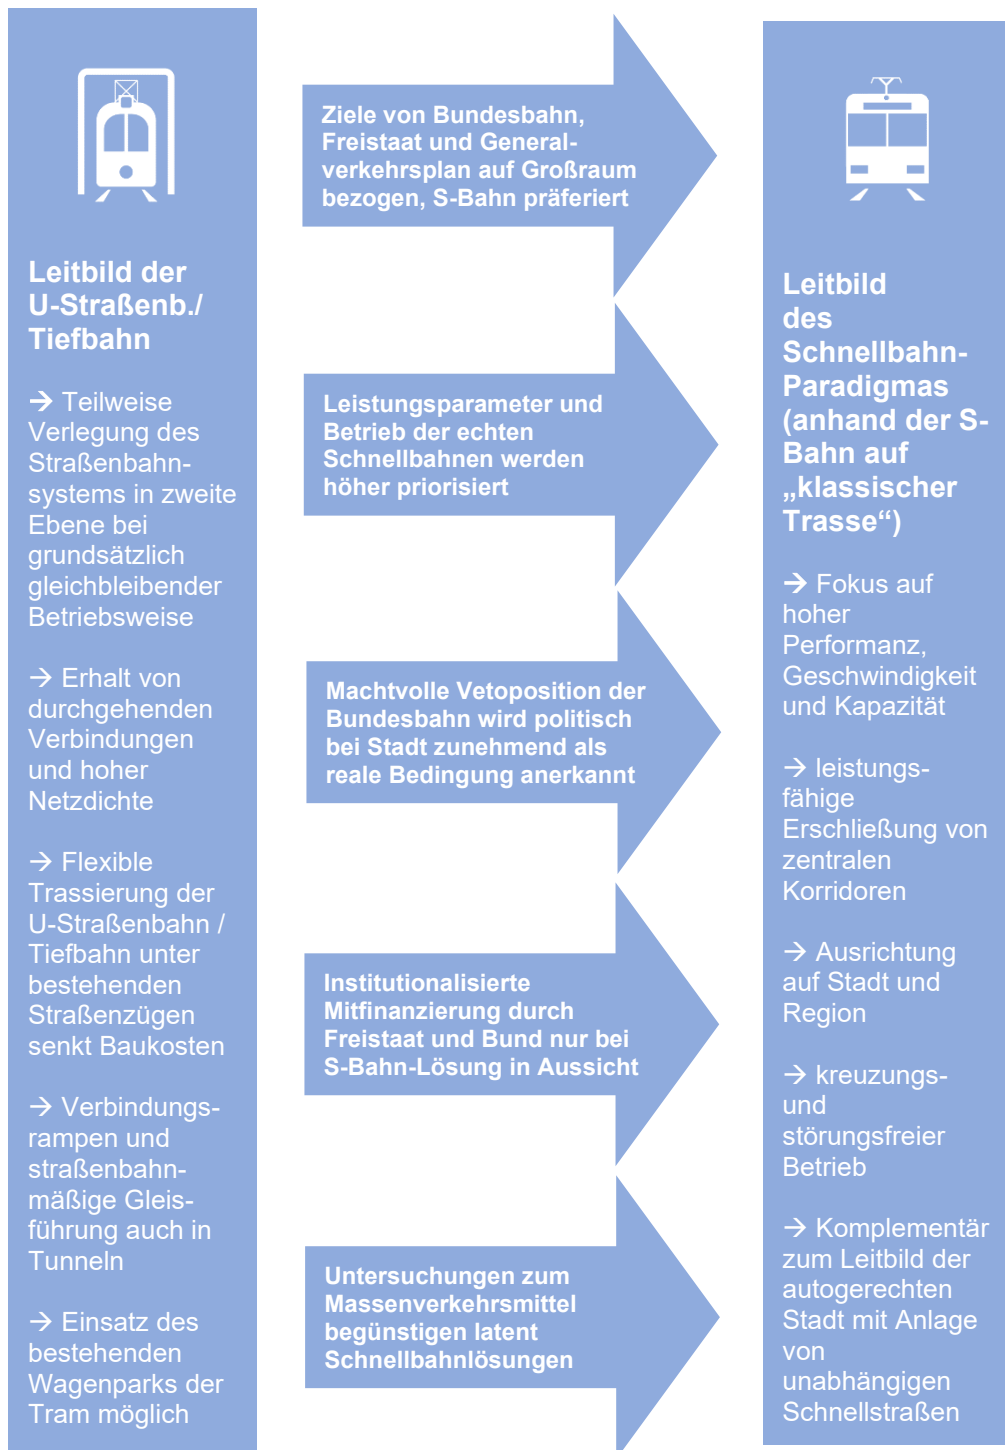 Leitbild der
U-Straßenb./
Tiefbahn
→ Teilweise
Verlegung des
Straßenbahn-
systems in zweite
Ebene bei
grundsätzlich
gleichbleibender
Betriebsweise
→ Erhalt von
durchgehenden
Verbindungen
und hoher
Netzdichte
→ Flexible
Trassierung der
U-Straßenbahn /
Tiefbahn unter
bestehenden
Straßenzügen
senkt Baukosten
→ Verbindungs-
rampen und
straßenbahn-
mäßige Gleis-
führung auch in
Tunneln
→ Einsatz des
bestehenden
Wagenparks der
Tram möglich
Ziele von Bundesbahn,
Freistaat und General-
verkehrsplan auf Großraum
bezogen, S-Bahn präferiert
Leistungsparameter und
Betrieb der echten
Schnellbahnen werden
höher priorisiert
Machtvolle Vetoposition der
Bundesbahn wird politisch
bei Stadt zunehmend als
reale Bedingung anerkannt
Institutionalisierte
Mitfinanzierung durch
Freistaat und Bund nur bei
S-Bahn-Lösung in Aussicht
Untersuchungen zum
Massenverkehrsmittel
begünstigen latent
Schnellbahnlösungen
Leitbild
des
Schnellbahn-
Paradigmas
(anhand der S-
Bahn auf
„klassischer
Trasse“)
→ Fokus auf
hoher
Performanz,
Geschwindigkeit
und Kapazität
→ leistungs-
fähige
Erschließung von
zentralen
Korridoren
→ Ausrichtung
auf Stadt und
Region
→ kreuzungs-
und
störungsfreier
Betrieb
→ Komplementär
zum Leitbild der
autogerechten
Stadt mit Anlage
von
unabhängigen
Schnellstraßen